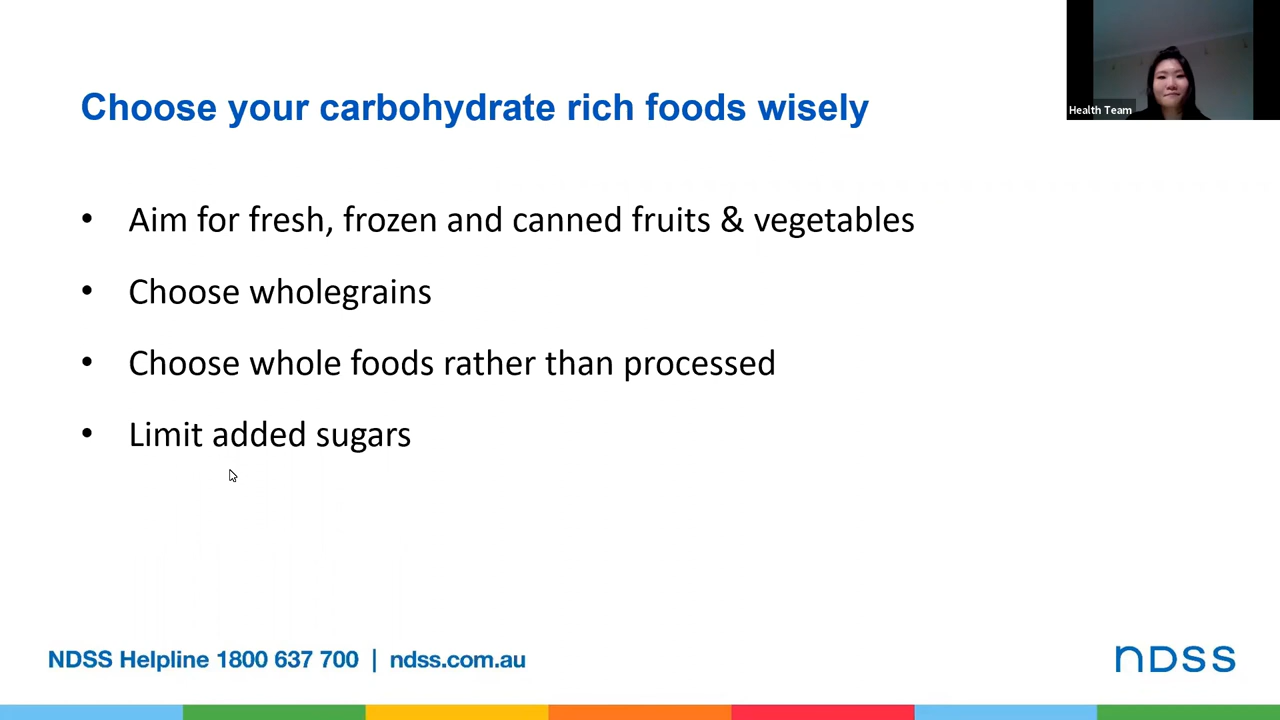 Choose your carbohydrate rich foods wisely
Health Team
• Aim for fresh, frozen and canned fruits & vegetables
• Choose wholegrains
• Choose whole foods rather than processed
• Limit added sugars
NDSS Helpline 1800 637 700 | ndss.com.au
ndss